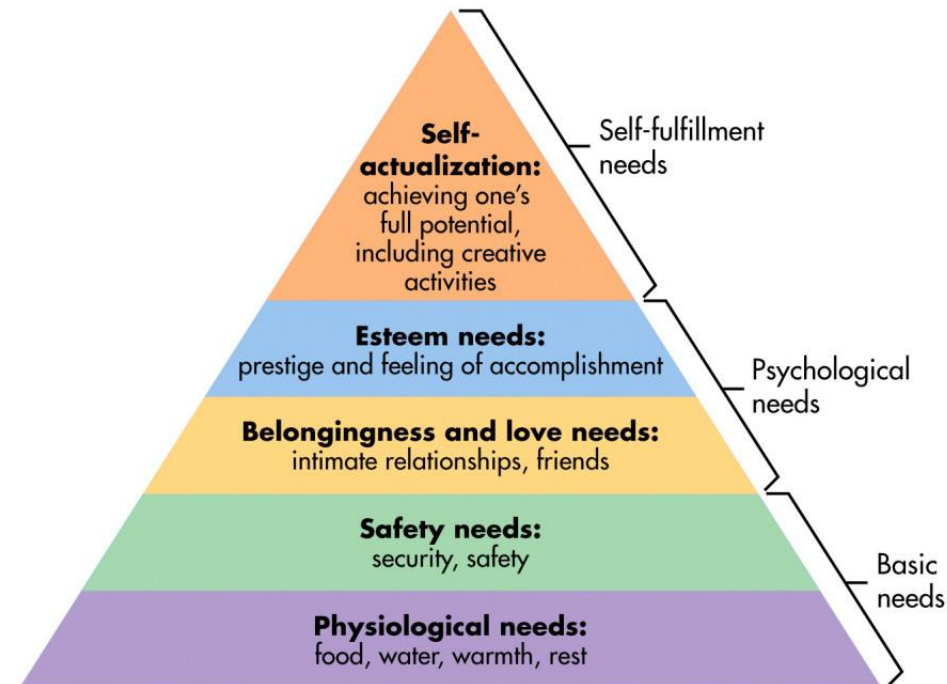 Self-
actualization:
achieving one's
full potential,
including creative
activities
Self-fulfillment
needs
Esteem needs:
prestige and feeling of accomplishment
Belongingness and love needs:
intimate relationships, friends
Psychological
needs
Safety needs:
security, safety
Physiological needs:
food, water, warmth, rest
Basic
needs